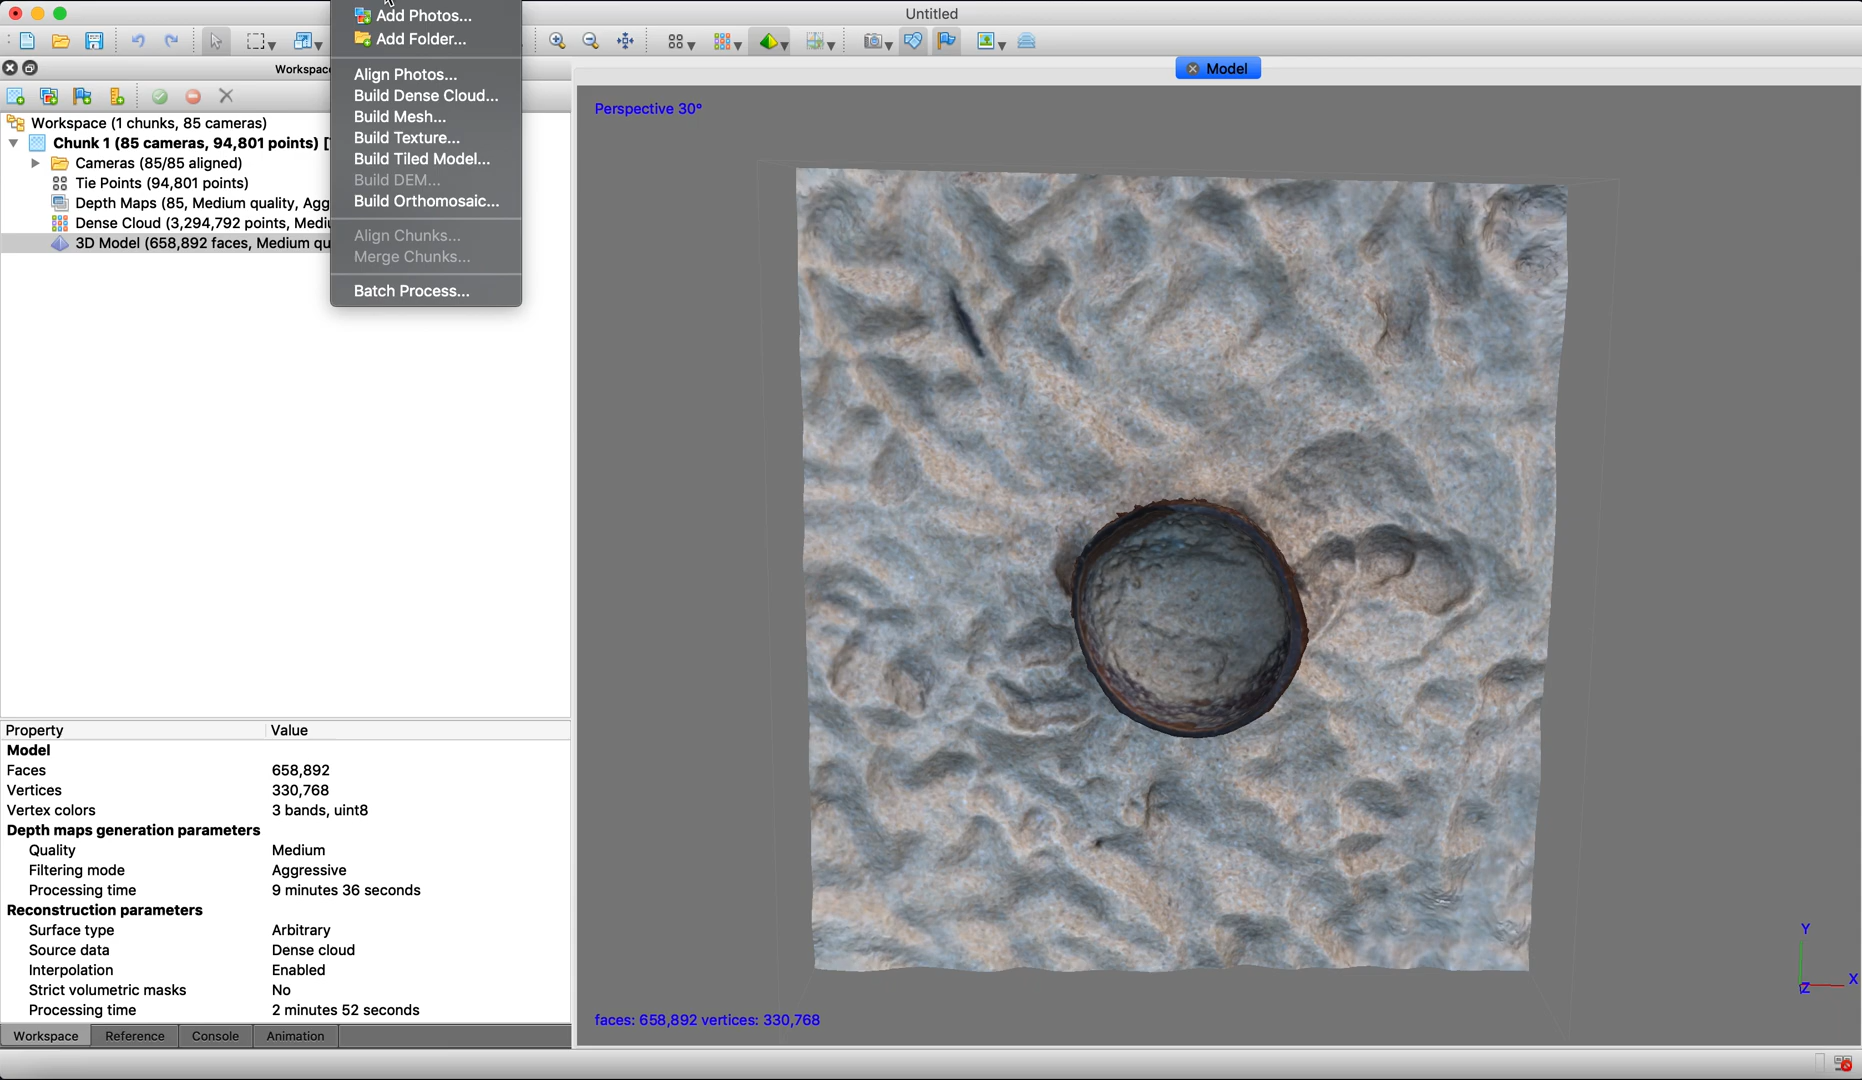 Untitled
Add Photos...
Add Folder...
Align Photos...
Build Dense Cloud...
Build Mesh...
Build Texture...
Build Tiled Model...
Build DEM...
Build Orthomosaic...
Align Chunks...
Merge Chunks...
Batch Process...
Workspace
Model
Workspace (1 chunks, 85 cameras)
Chunk 1 (85 cameras, 94,801 points) [
Cameras (85/85 aligned)
Tie Points (94,801 points)
Depth Maps (85, Medium quality, Agg
Dense Cloud (3,294,792 points, Medi
3D Model (658,892 faces, Medium qu
Perspective 30°
Property Value
Model
Faces 658,892
Vertices 330,768
Vertex colors 3 bands, uint8
Depth maps generation parameters
Quality Medium
Filtering mode Aggressive
Processing time 9 minutes 36 seconds
Reconstruction parameters
Surface type Arbitrary
Source data Dense cloud
Interpolation Enabled
Strict volumetric masks No
Processing time 2 minutes 52 seconds
Workspace Reference Console Animation
faces: 658,892 vertices: 330,768
Y
X
Z